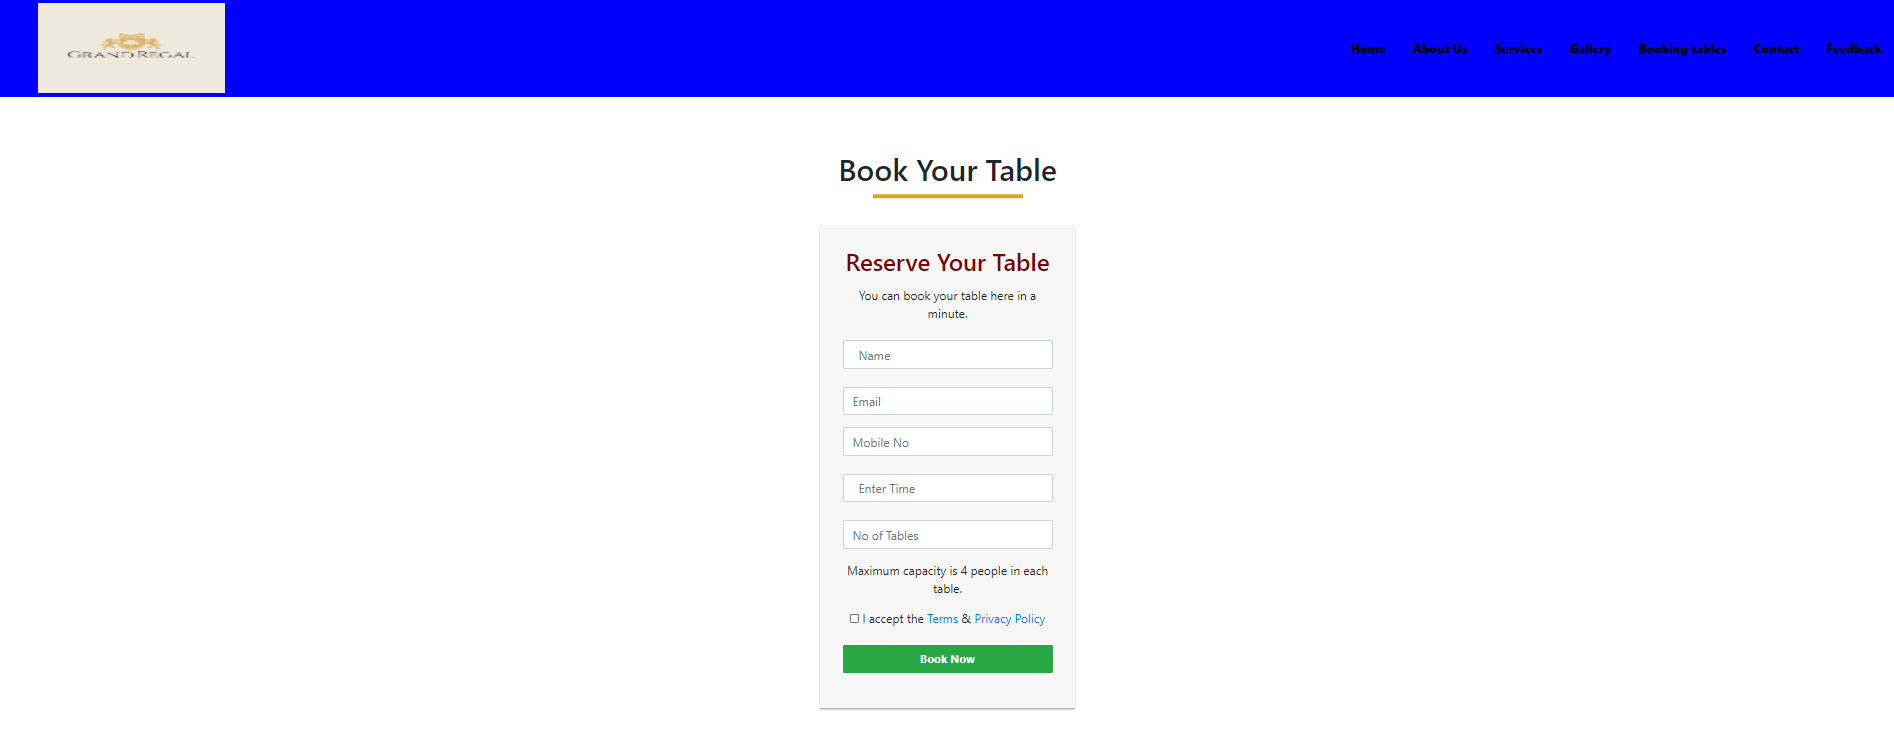 GRAND REGAL
Home About Us Services Gallery Booking tables Contact Feedback
Book Your Table
Reserve Your Table
You can book your table here in a
minute.
Name
Email
Mobile No
Enter Time
No of Tables
Maximum capacity is 4 people in each
table.
I accept the Terms & Privacy Policy
Book Now